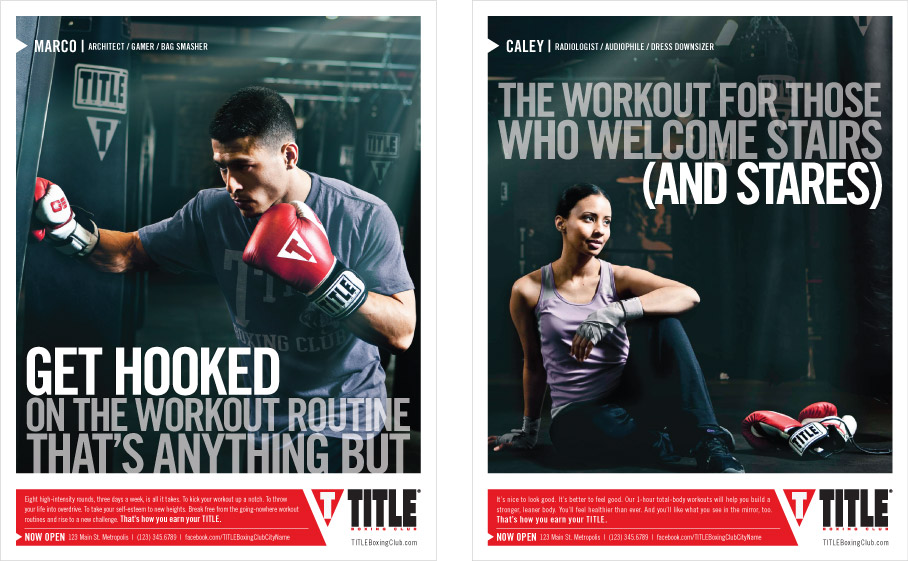 MARCO | ARCHITECT / GAMER / BAG SMASHER
TITLE
T
TITLE
T
TITLE
T
TITLE
BOXING CLUB
GET HOOKED
ON THE WORKOUT ROUTINE
THAT'S ANYTHING BUT
Eight high-intensity rounds, three days a week, is all it takes. To kick your workout up a notch. To throw
your life into overdrive. To take your self-esteem to new heights. Break free from the going-nowhere workout
routines and rise to a new challenge. That's how you earn your TITLE.
NOW OPEN 123 Main St. Metropolis | (123) 345.6789 | facebook.com/TITLEBoxingClubCityName
T TITLE®
BOXING CLUB
TITLEBoxingClub.com
CALEY | RADIOLOGIST / AUDIOPHILE / DRESS DOWNSIZER
THE WORKOUT FOR THOSE
WHO WELCOME STAIRS
(AND STARES)
TITLE
It's nice to look good. It's better to feel good. Our 1-hour total-body workouts will help you build a
stronger, leaner body. You'll feel healthier than ever. And you'll like what you see in the mirror, too.
That's how you earn your TITLE.
NOW OPEN 123 Main St. Metropolis | (123) 345.6789 | facebook.com/TITLEBoxingClubCityName
T TITLE®
BOXING CLUB
TITLEBoxingClub.com